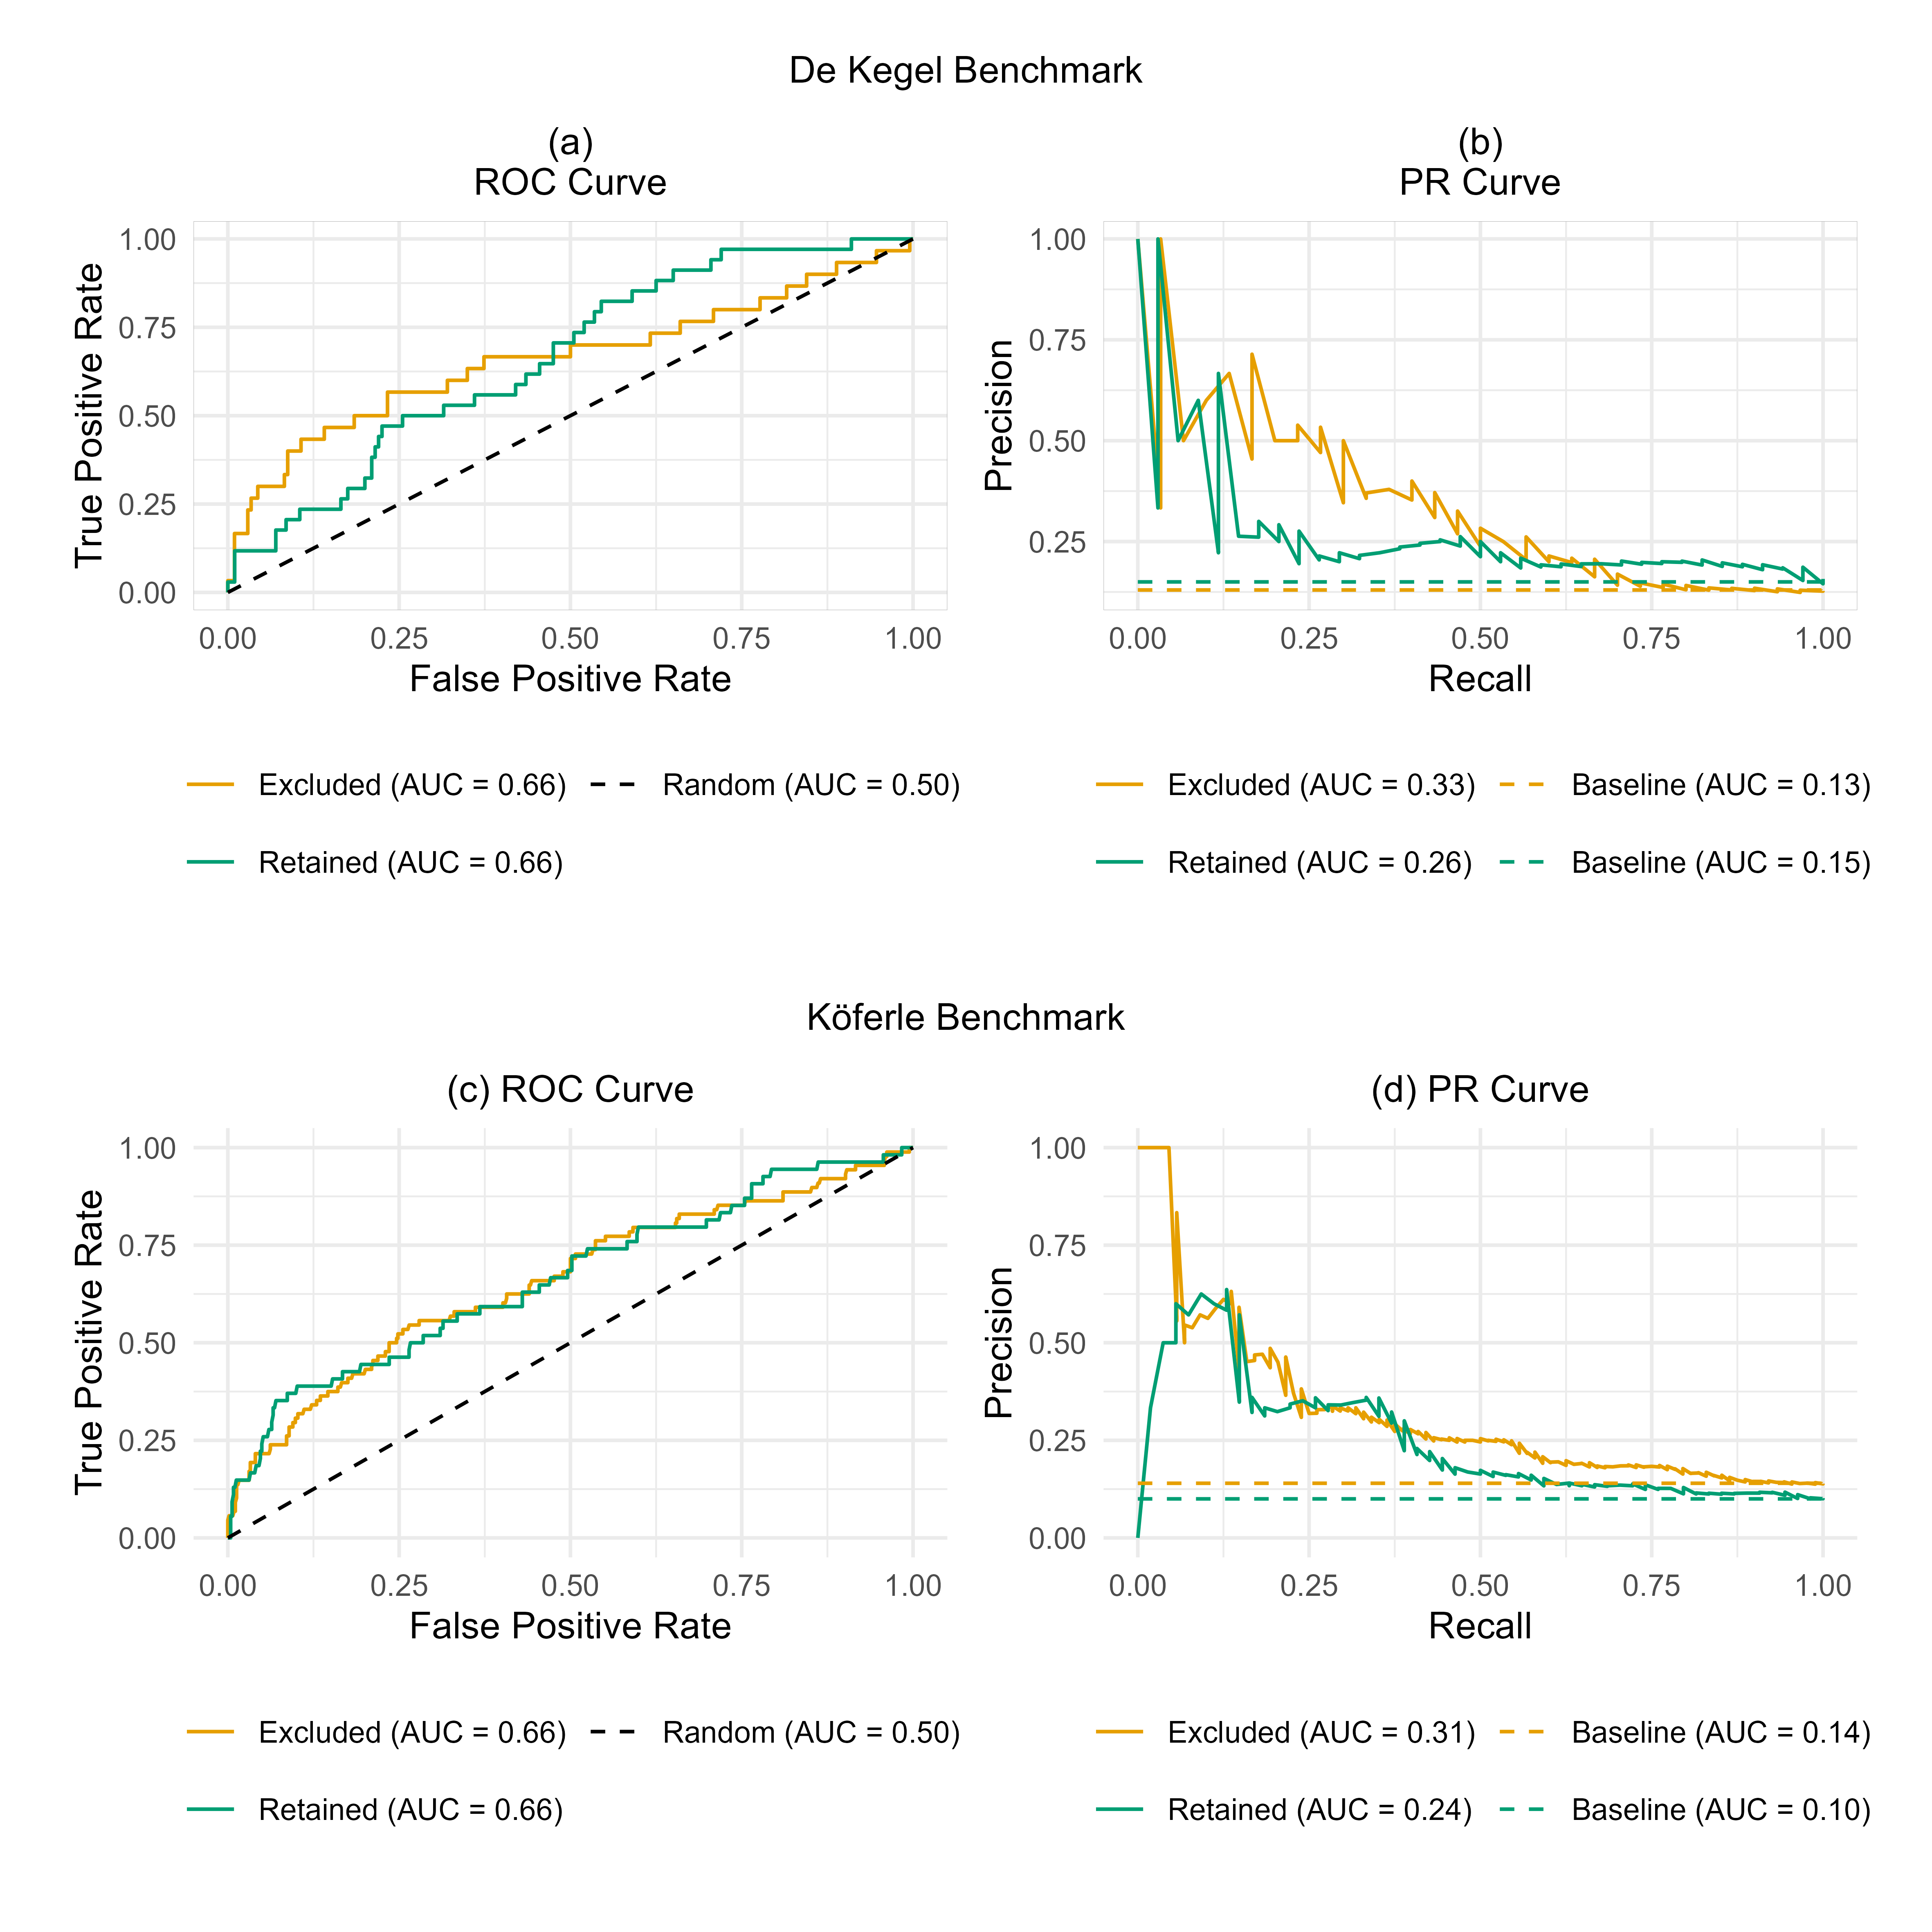 De Kegel Benchmark
(a)
ROC Curve
True Positive Rate
1.00
0.75
0.50
0.25
0.00
0.00 0.25 0.50 0.75 1.00
False Positive Rate
Excluded (AUC = 0.66) Random (AUC = 0.50)
Retained (AUC = 0.66)
(b)
PR Curve
Precision
1.00
0.75
0.50
0.25
0.00 0.25 0.50 0.75 1.00
Recall
Excluded (AUC = 0.33) Baseline (AUC = 0.13)
Retained (AUC = 0.26) Baseline (AUC = 0.15)
Köferle Benchmark
(c) ROC Curve
True Positive Rate
1.00
0.75
0.50
0.25
0.00
0.00 0.25 0.50 0.75 1.00
False Positive Rate
Excluded (AUC = 0.66) Random (AUC = 0.50)
Retained (AUC = 0.66)
(d) PR Curve
Precision
1.00
0.75
0.50
0.25
0.00
0.00 0.25 0.50 0.75 1.00
Recall
Excluded (AUC = 0.31) Baseline (AUC = 0.14)
Retained (AUC = 0.24) Baseline (AUC = 0.10)